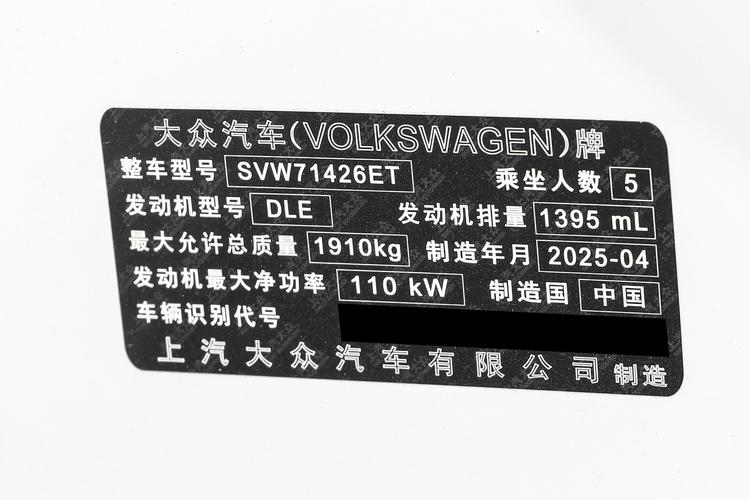 大众汽车(VOLKSWAGEN)牌
整车型号 SVW71426ET 乘坐人数 5
发动机型号 DLE 发动机排量 1395 mL
最大允许总质量 1910kg 制造年月 2025-04
发动机最大净功率 110 kW 制造国 中国
车辆识别代号
上汽大众汽车有限公司 制造